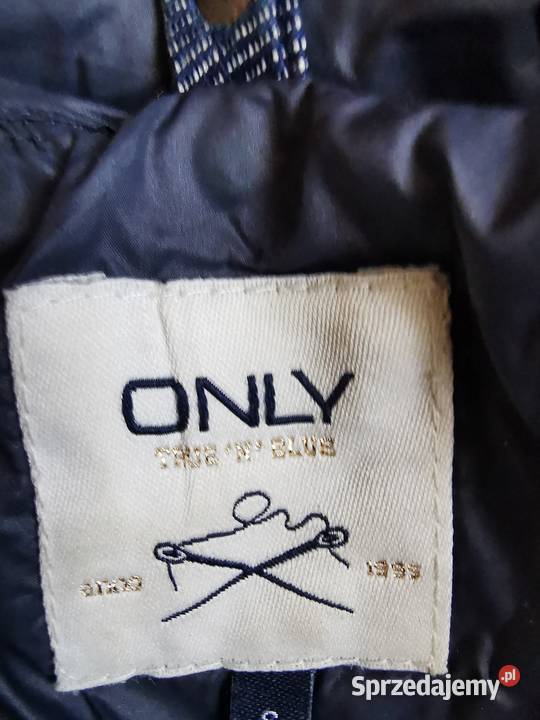 ONLY
TRUE 'N' BLUE
since 1995
Sprzedajemy.pl